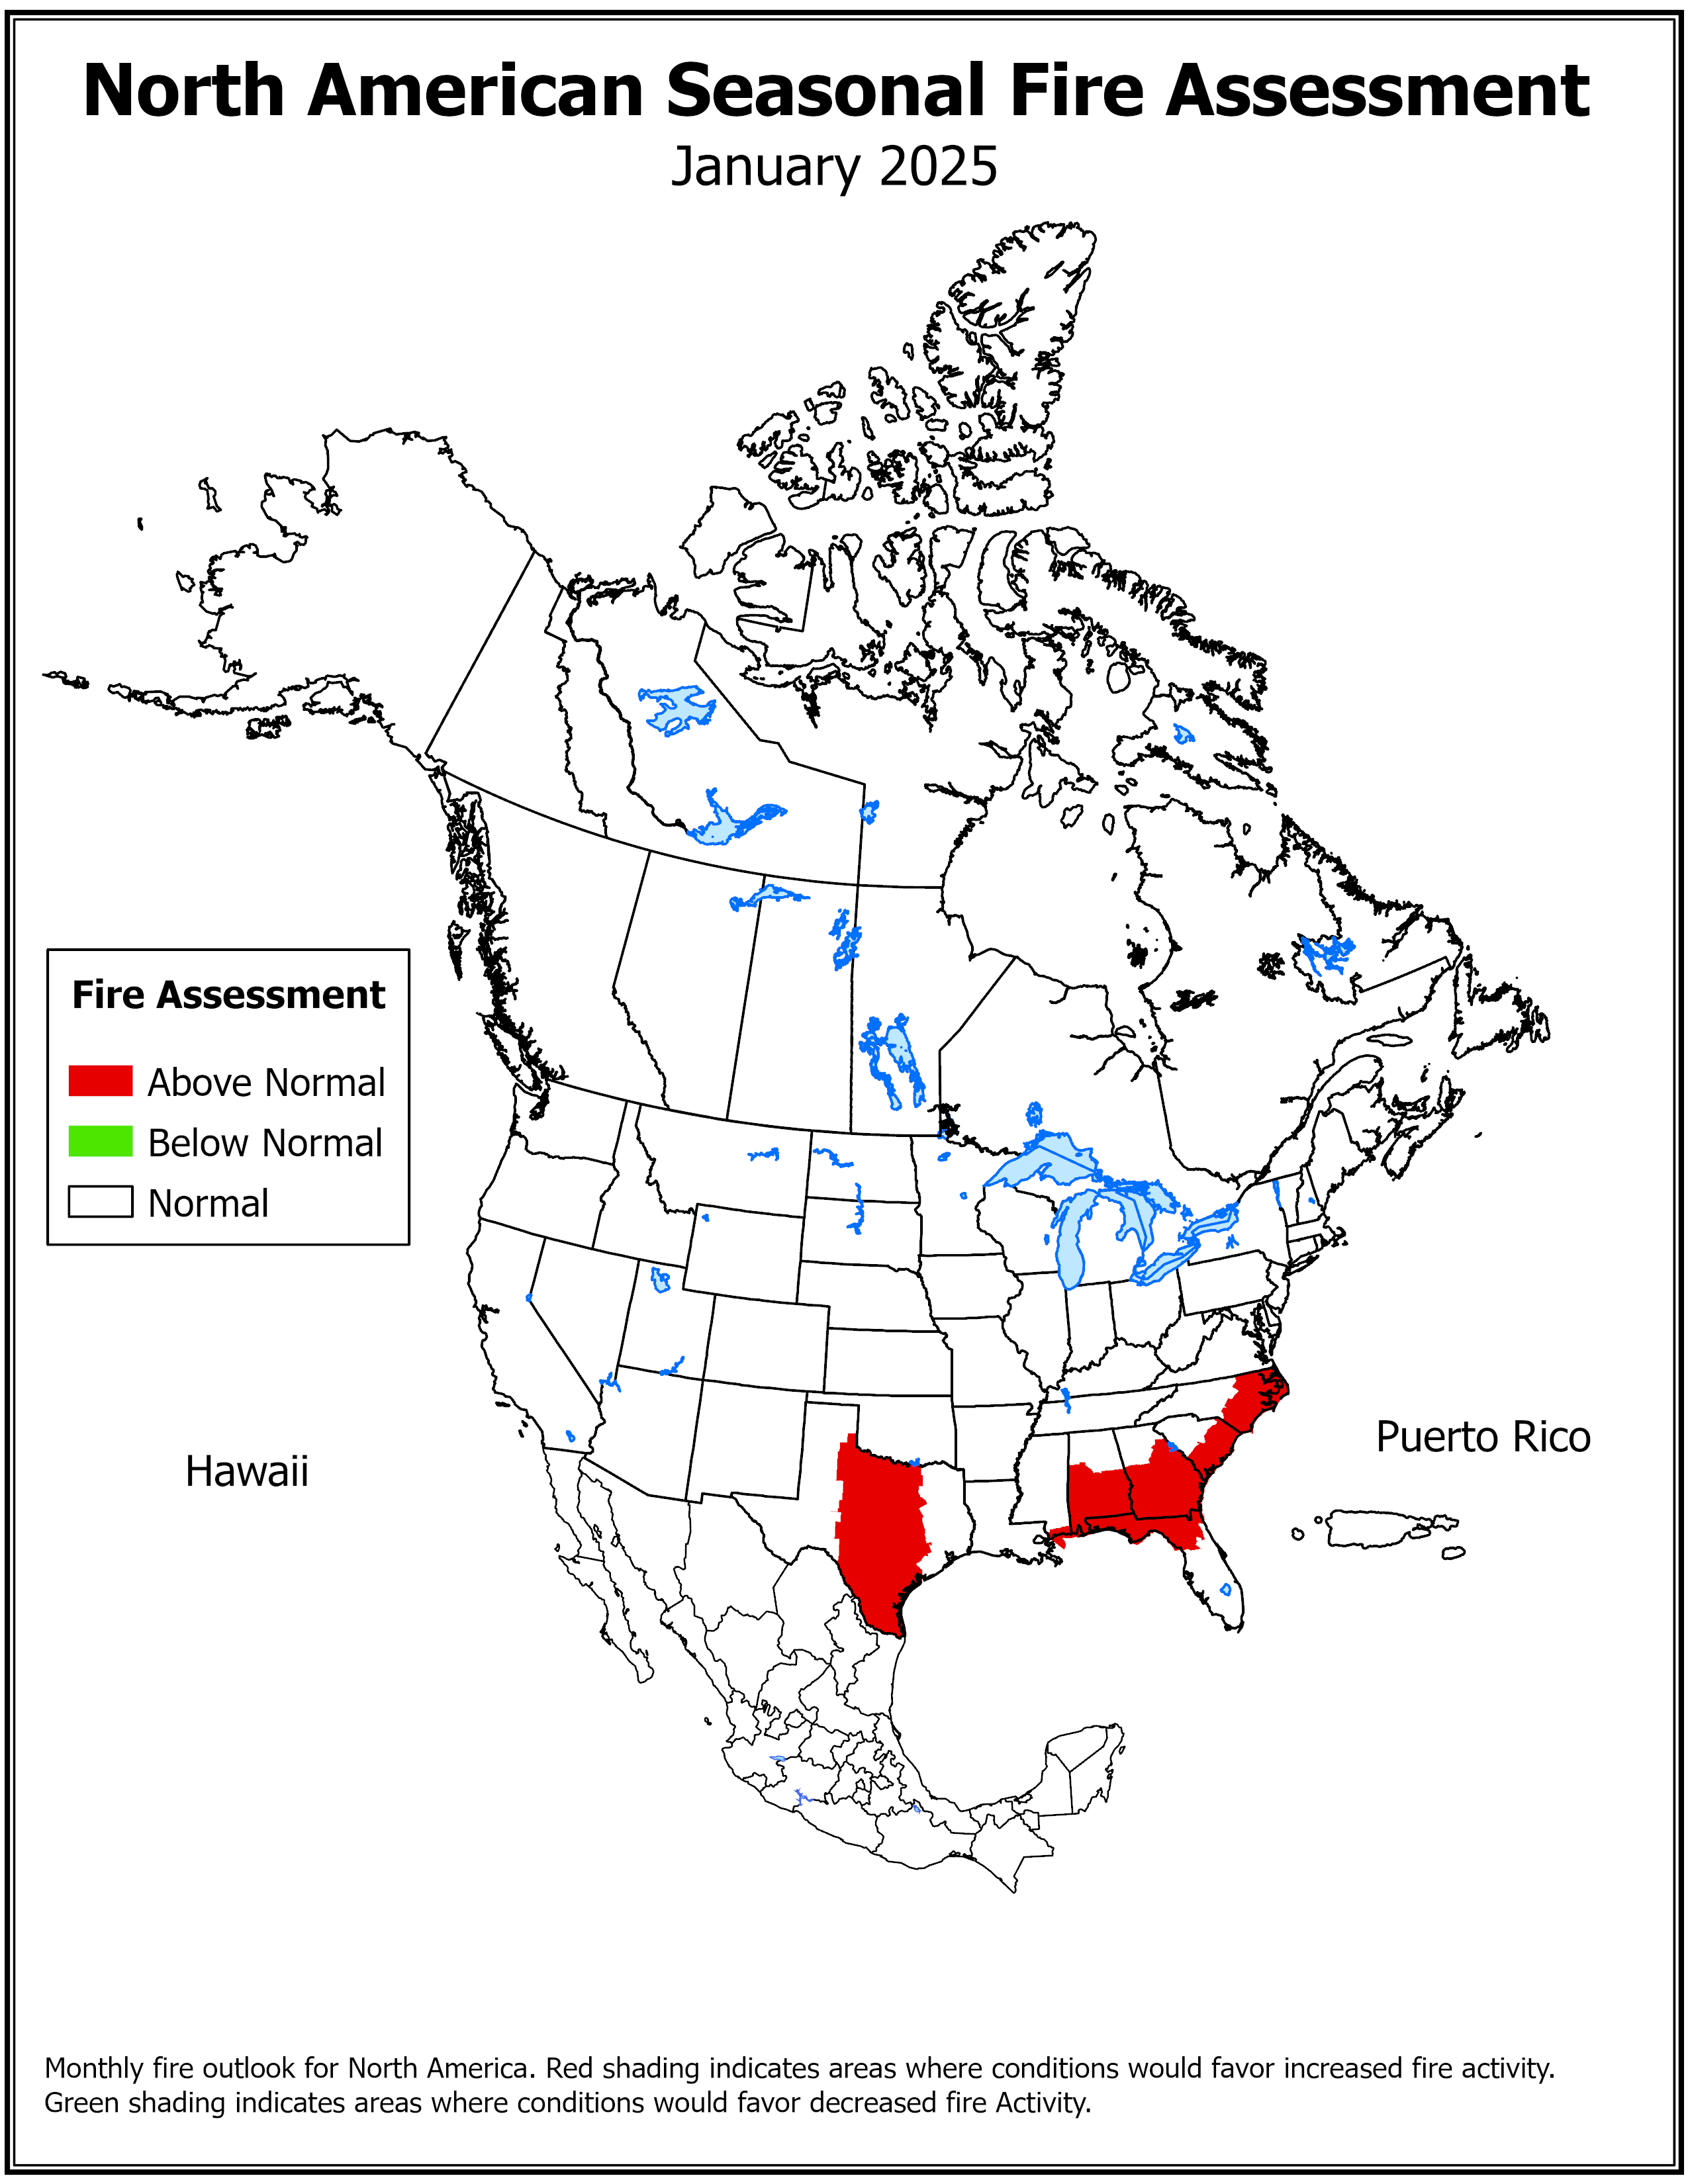 North American Seasonal Fire Assessment
January 2025
Fire Assessment
Above Normal
Below Normal
Normal
Hawaii
Puerto Rico
Monthly fire outlook for North America. Red shading indicates areas where conditions would favor increased fire activity.
Green shading indicates areas where conditions would favor decreased fire Activity.